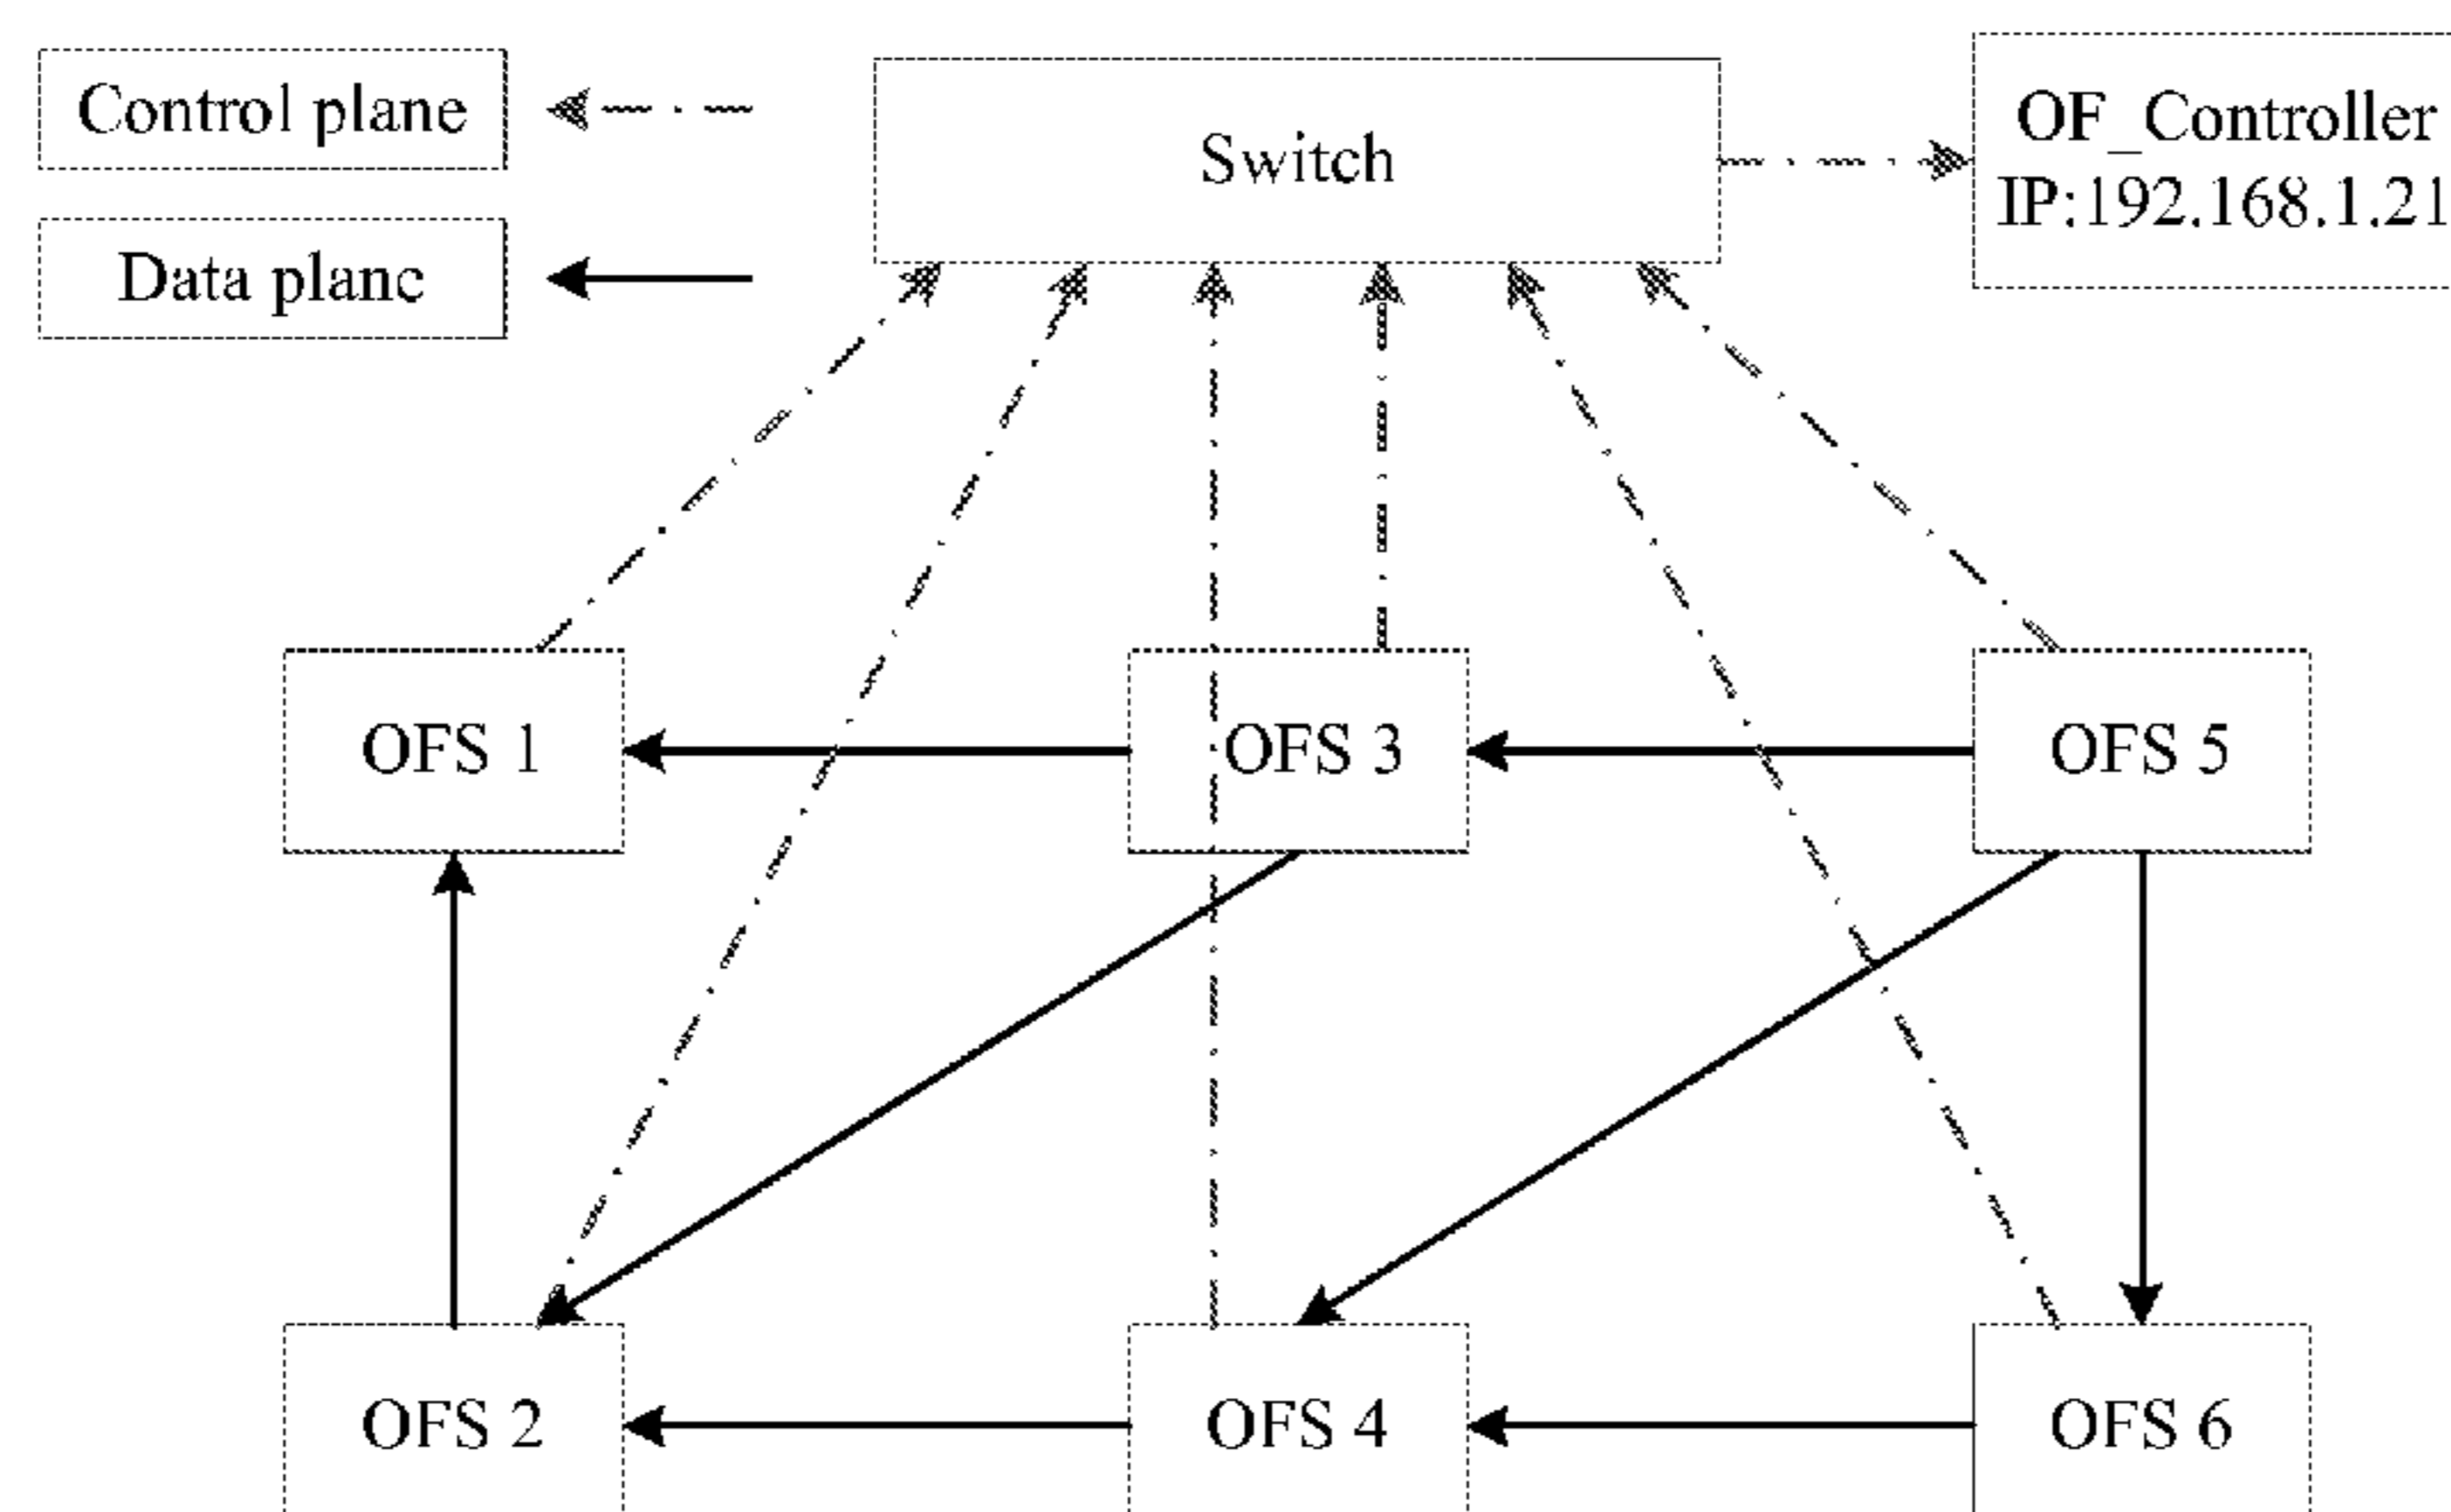 Control plane
Switch
OF_Controller
IP:192.168.1.21
Data plane
OFS 1
OFS 3
OFS 5
OFS 2
OFS 4
OFS 6